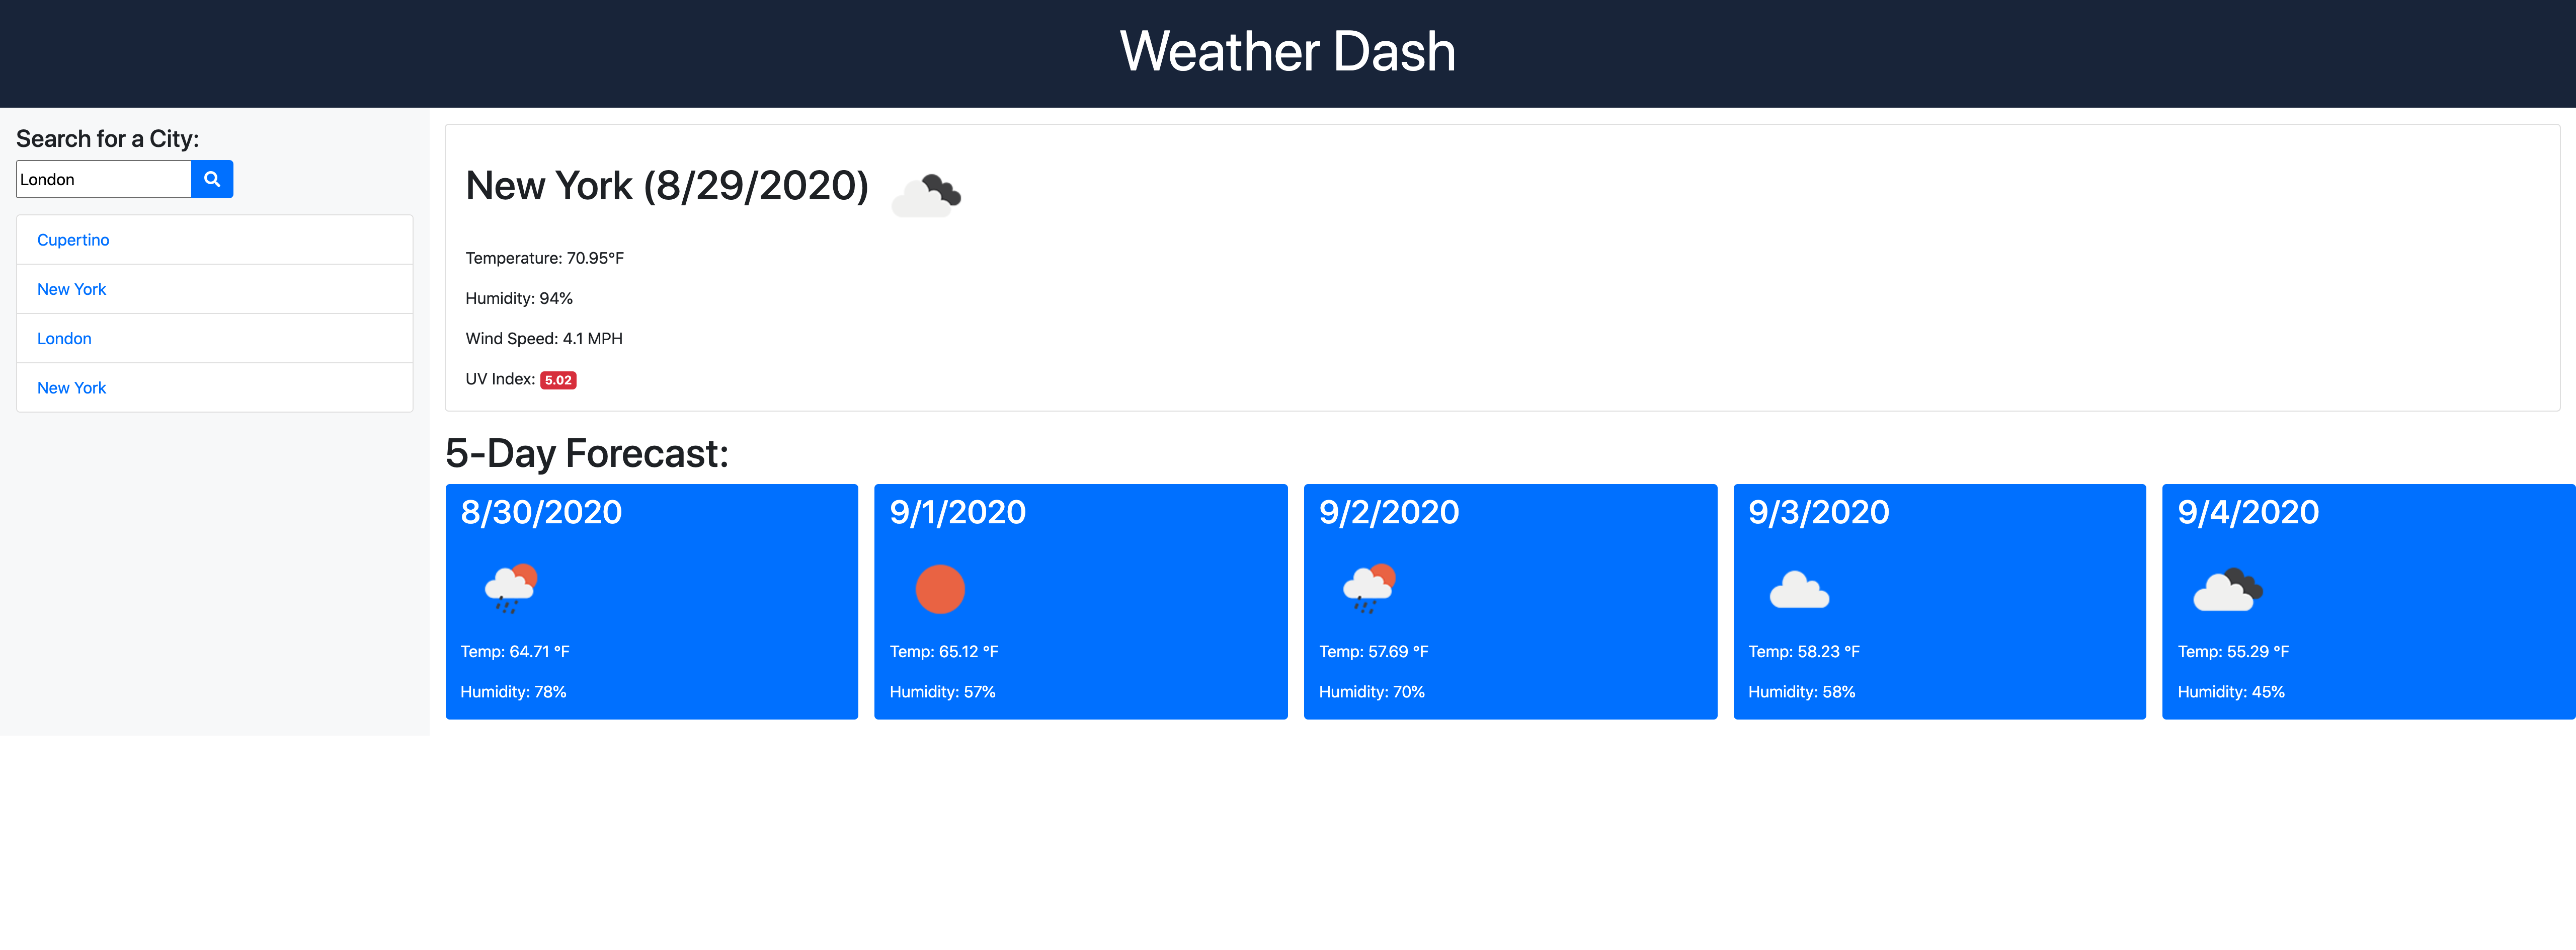 Weather Dash
Search for a City:
London
Cupertino
New York
London
New York
New York (8/29/2020)
Temperature: 70.95°F
Humidity: 94%
Wind Speed: 4.1 MPH
UV Index: 5.02
5-Day Forecast:
8/30/2020
Temp: 64.71 °F
Humidity: 78%
9/1/2020
Temp: 65.12 °F
Humidity: 57%
9/2/2020
Temp: 57.69 °F
Humidity: 70%
9/3/2020
Temp: 58.23 °F
Humidity: 58%
9/4/2020
Temp: 55.29 °F
Humidity: 45%